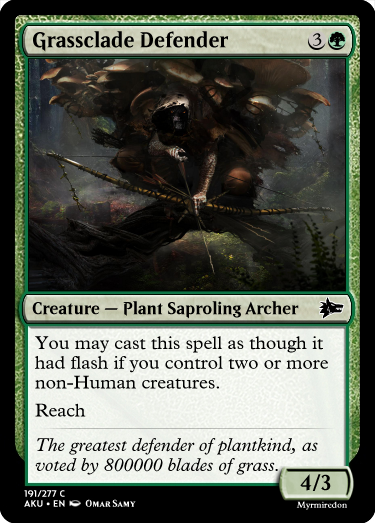 Grassclade Defender 3
Creature — Plant Saproling Archer
You may cast this spell as though it
had flash if you control two or more
non-Human creatures.
Reach
The greatest defender of plantkind, as
voted by 800000 blades of grass.
4/3
191/277 C
AKU • EN Omar Samy
Myrmiredon